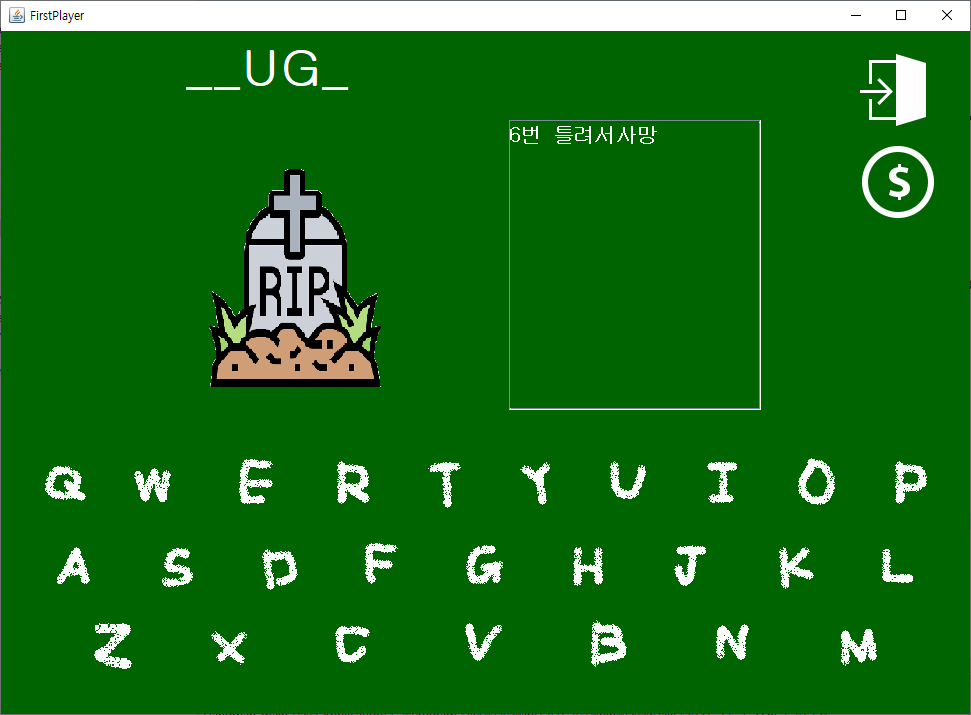 FirstPlayer
__UG_
6번 틀려서사망
$
RIP
Q W E R T Y U I O P
A S D F G H J K L
Z X C V B N M